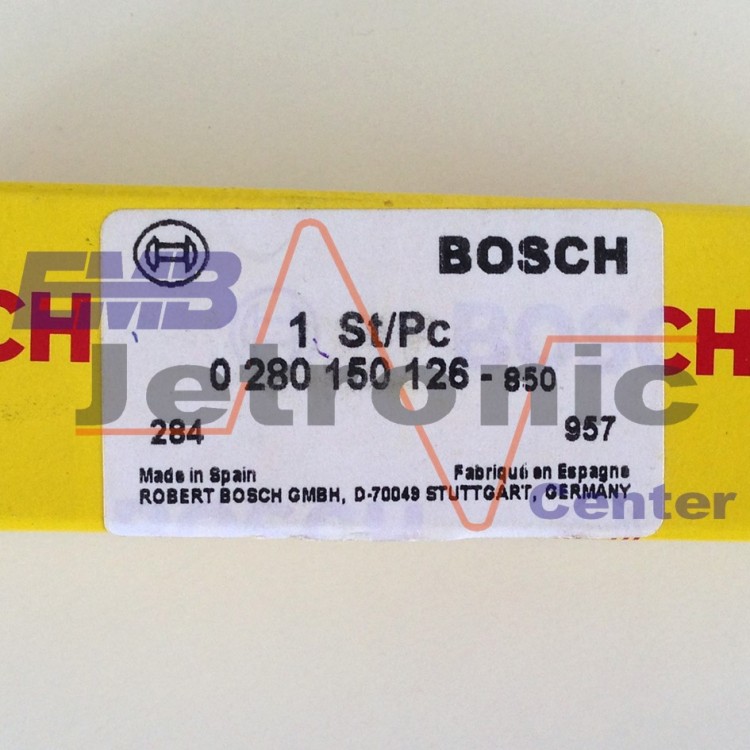 BOSCH
1 St/Pc
0 280 150 126 - 850
284 957
Made in Spain Fabriqué en Espagne
ROBERT BOSCH GMBH, D-70049 STUTTGART, GERMANY
CH CH
EMB
Jetronic
Center